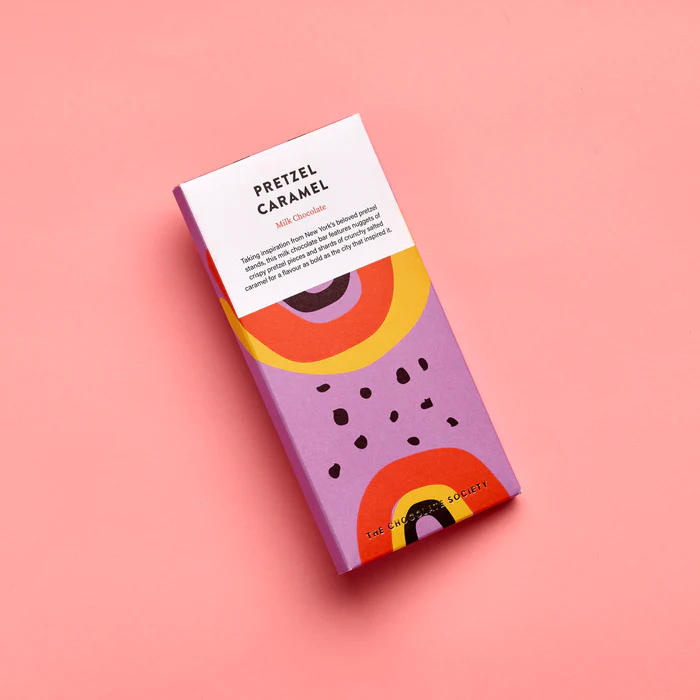 PRETZEL
CARAMEL
Milk Chocolate
Taking inspiration from New York's beloved pretzel
stands, this milk chocolate bar features nuggets of
crispy pretzel pieces and shards of crunchy salted
caramel for a flavour as bold as the city that inspired it.
THE CHOCOLATE SOCIETY